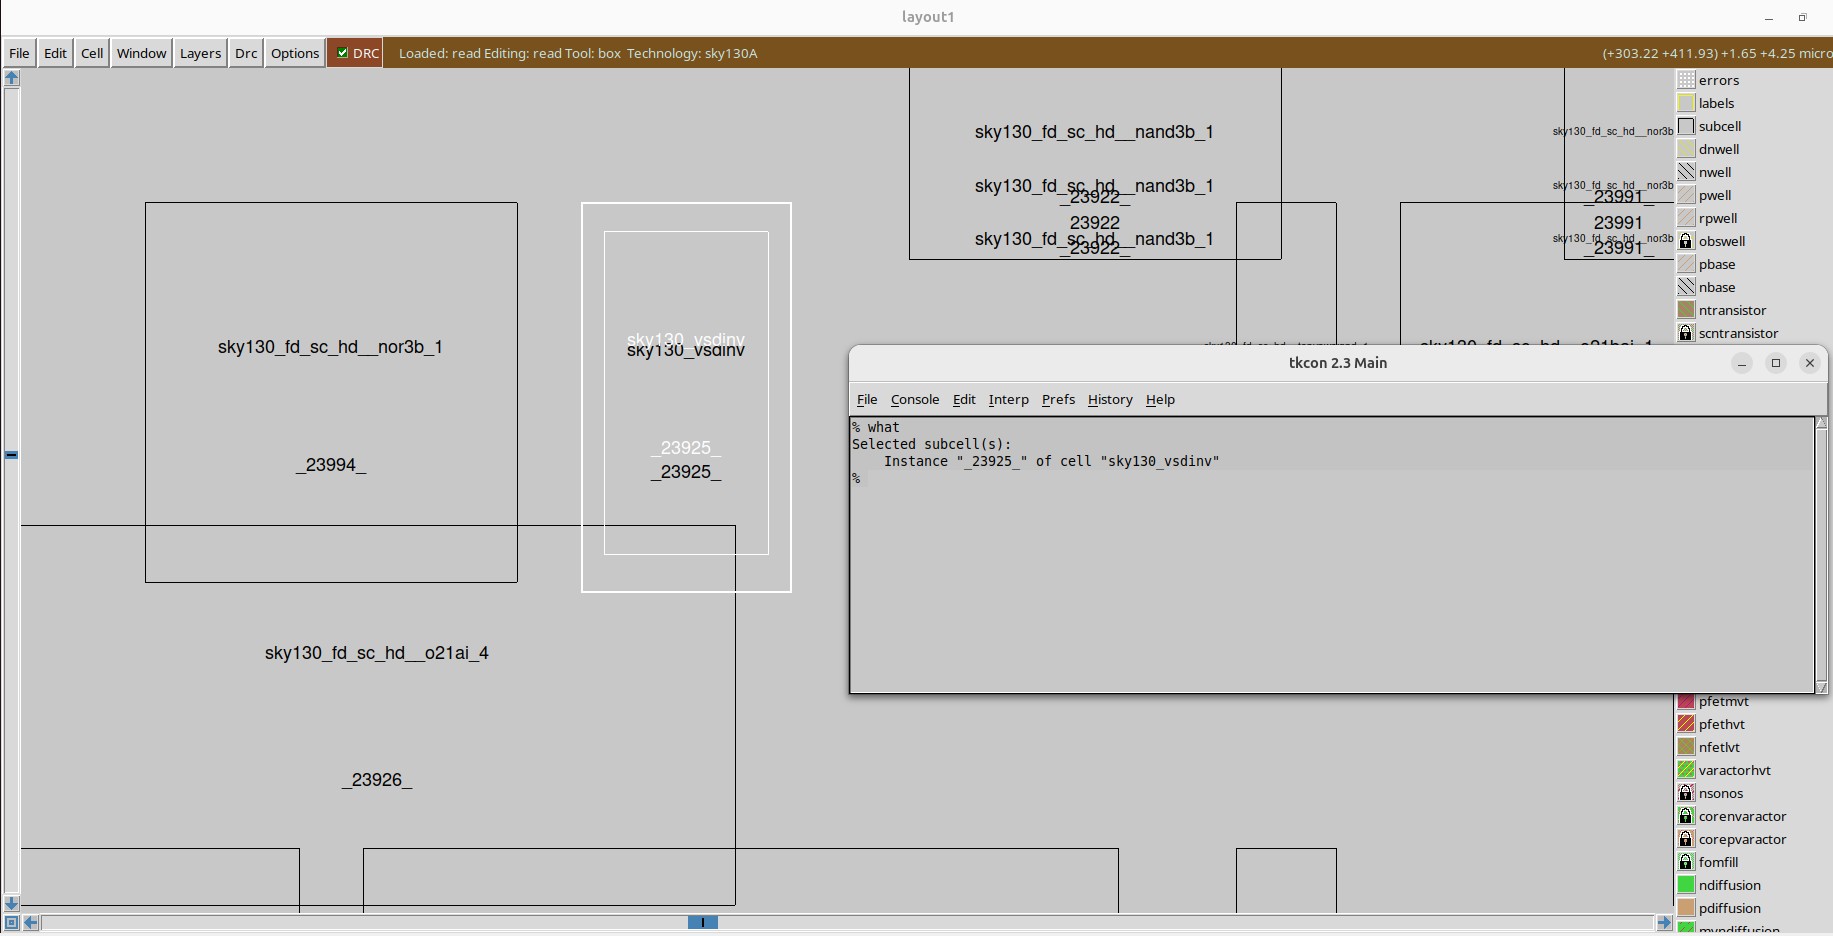 layout1
File Edit Cell Window Layers Drc Options DRC Loaded: read Editing: read Tool: box Technology: sky130A (+303.22 +411.93) +1.65 +4.25 micro
errors
labels
subcell
dnwell
nwell
pwell
rpwell
obswell
pbase
nbase
ntransistor
scntransistor
sky130_fd_sc_hd__nand3b_1
sky130_fd_sc_hd__nand3b_1
_23922_
23922
sky130_fd_sc_hd__nand3b_1
_23922_
sky130_fd_sc_hd__nor3b
sky130_fd_sc_hd__nor3b
_23991_
23991
sky130_fd_sc_hd__nor3b
_23991_
sky130_fd_sc_hd__nor3b_1
_23994_
sky130_vsdinv
sky130_vsdinv
_23925_
_23925_
sky130_fd_sc_hd__o21ai_4
_23926_
tkcon 2.3 Main
File Console Edit Interp Prefs History Help
% what
Selected subcell(s):
Instance "_23925_" of cell "sky130_vsdinv"
%
pfetmvt
pfethvt
nfetlvt
varactorhvt
nsonos
corenvaractor
corepvaractor
fomfill
ndiffusion
pdiffusion